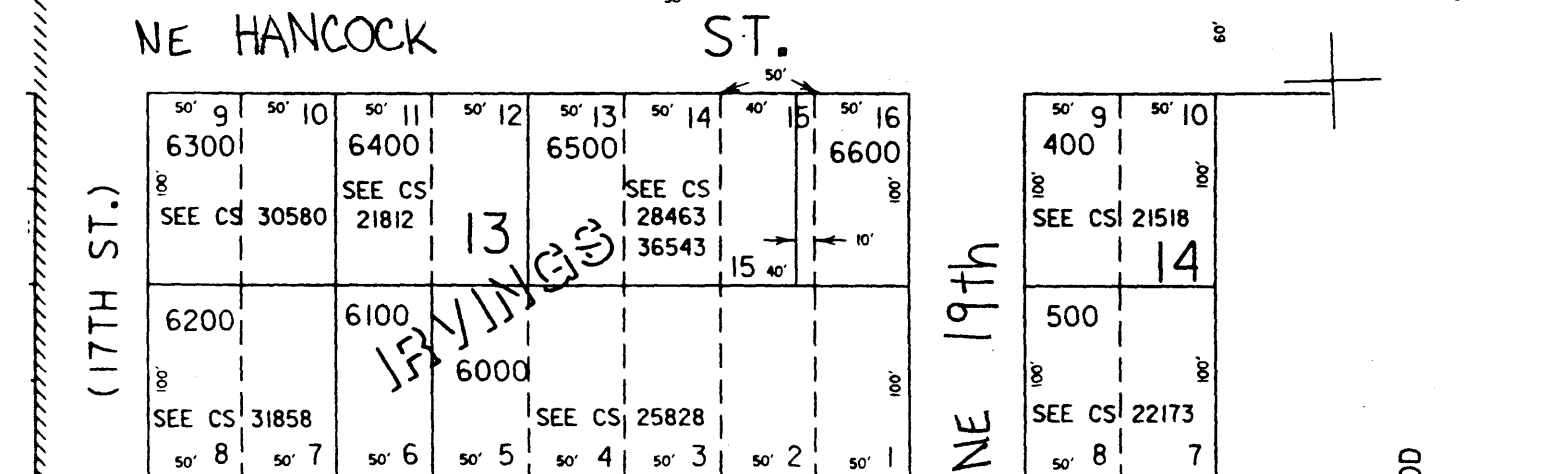 NE HANCOCK ST.
60'
50'
50' 9 50' 10 50' 11 50' 12 50' 13 50' 14 40' 15 50' 16
50' 9 50' 10
6300 6400 6500 6600
400
100' SEE CS SEE CS 100'
100' 100'
SEE CS 30580 21812 13 28463
SEE CS 21518
36543 10'
14
15 40'
(17TH ST.)
IRVINGS
NE 19th
6200 6100
500
6000
100' 100'
100' 100'
SEE CS 31858 SEE CS 25828
SEE CS 22173
50' 8 50' 7 50' 6 50' 5 50' 4 50' 3 50' 2 50' 1
50' 8 7